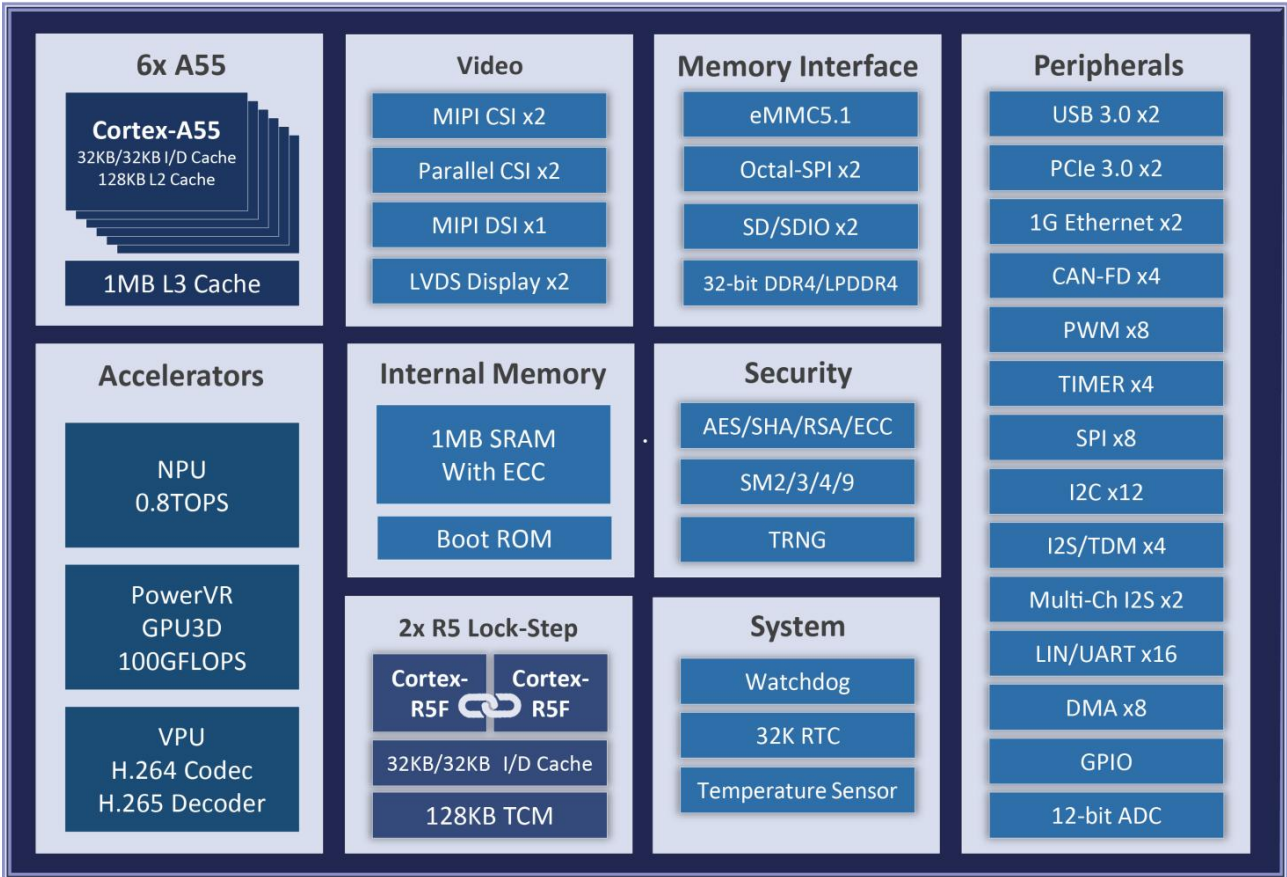 6x A55
Cortex-A55
32KB/32KB I/D Cache
128KB L2 Cache
1MB L3 Cache
Video
MIPI CSI x2
Parallel CSI x2
MIPI DSI x1
LVDS Display x2
Memory Interface
eMMC5.1
Octal-SPI x2
SD/SDIO x2
32-bit DDR4/LPDDR4
Peripherals
USB 3.0 x2
PCIe 3.0 x2
1G Ethernet x2
CAN-FD x4
PWM x8
TIMER x4
SPI x8
I2C x12
I2S/TDM x4
Multi-Ch I2S x2
LIN/UART x16
DMA x8
GPIO
12-bit ADC
Accelerators
NPU
0.8TOPS
PowerVR
GPU3D
100GFLOPS
VPU
H.264 Codec
H.265 Decoder
Internal Memory
1MB SRAM
With ECC
Boot ROM
Security
AES/SHA/RSA/ECC
SM2/3/4/9
TRNG
2x R5 Lock-Step
Cortex-
R5F
Cortex-
R5F
32KB/32KB I/D Cache
128KB TCM
System
Watchdog
32K RTC
Temperature Sensor